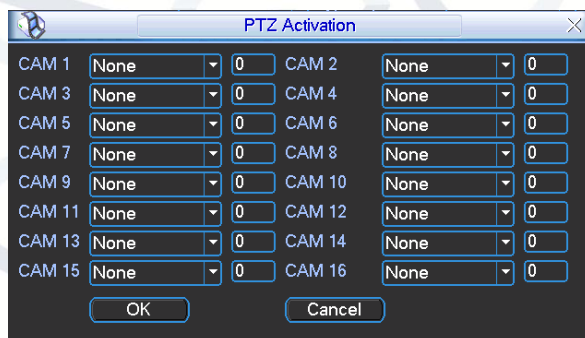 PTZ Activation
CAM 1 None 0 CAM 2 None 0
CAM 3 None 0 CAM 4 None 0
CAM 5 None 0 CAM 6 None 0
CAM 7 None 0 CAM 8 None 0
CAM 9 None 0 CAM 10 None 0
CAM 11 None 0 CAM 12 None 0
CAM 13 None 0 CAM 14 None 0
CAM 15 None 0 CAM 16 None 0
OK Cancel